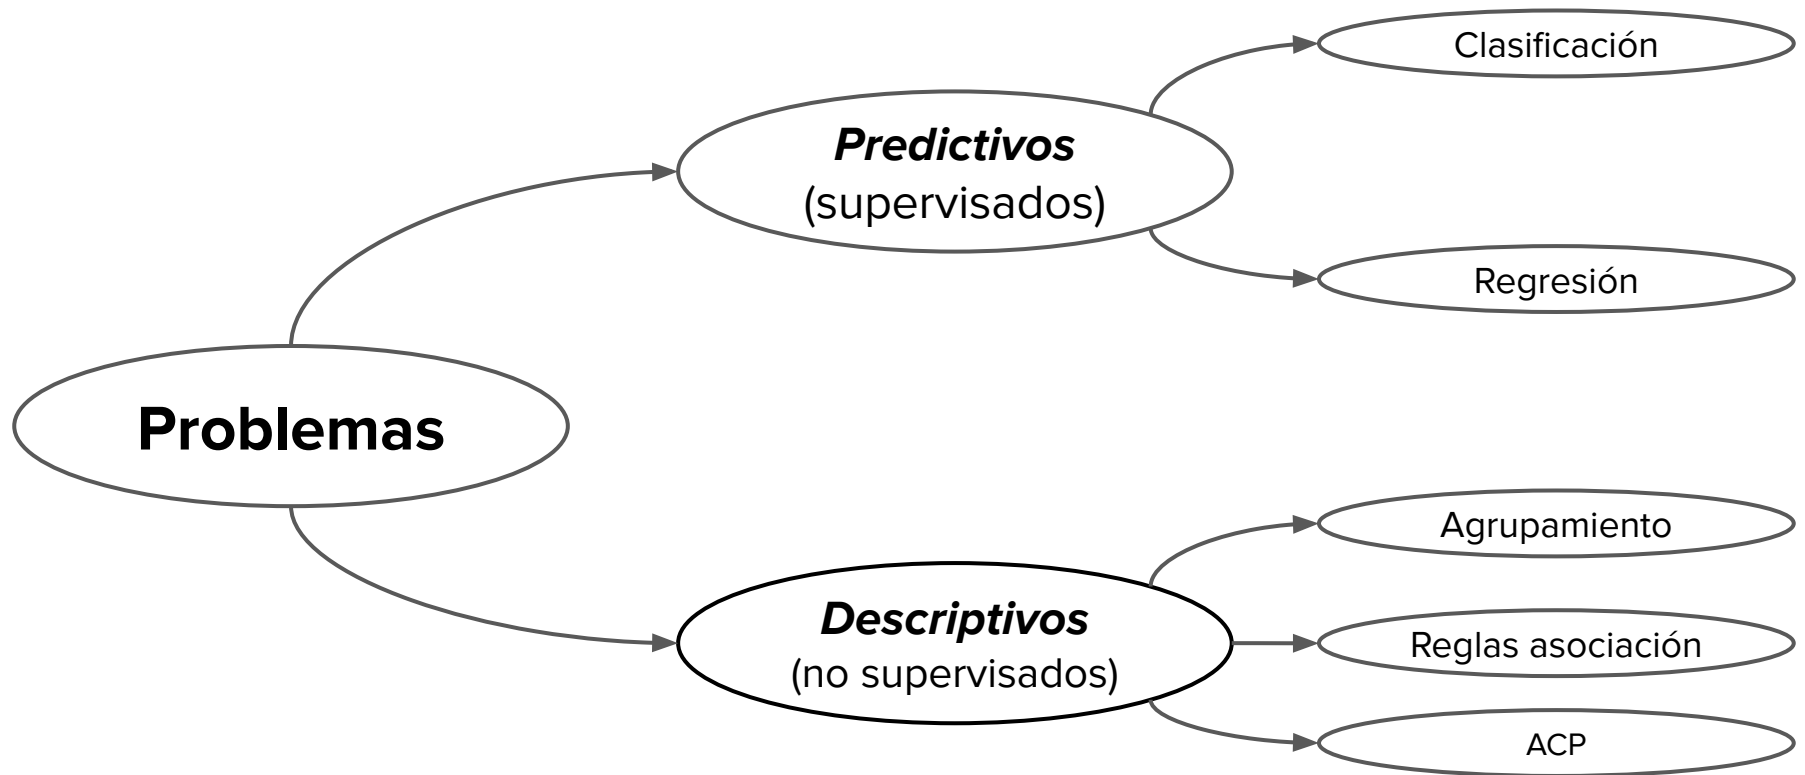 Problemas
Predictivos
(supervisados)
Clasificación
Regresión
Descriptivos
(no supervisados)
Agrupamiento
Reglas asociación
ACP